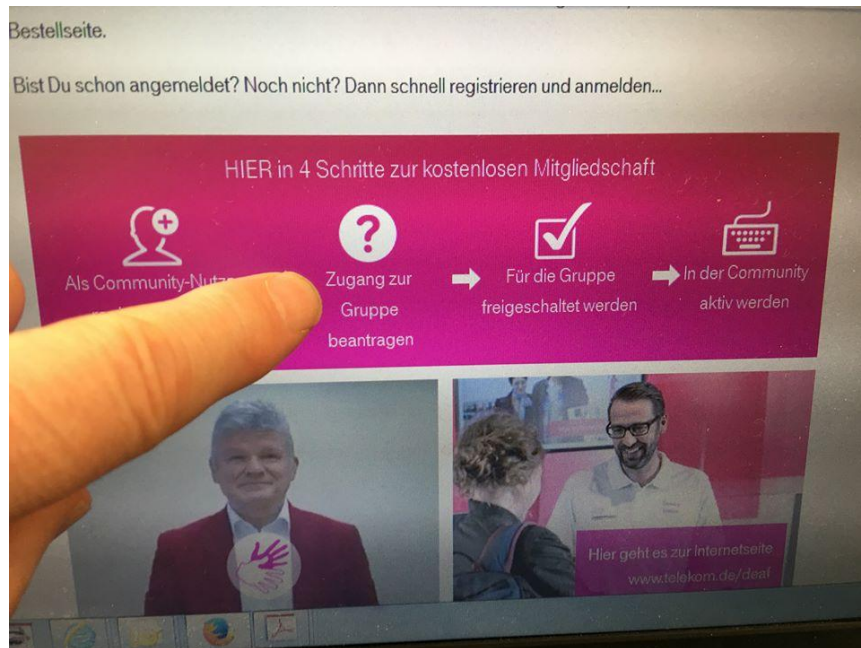 Bestellseite.
Bist Du schon angemeldet? Noch nicht? Dann schnell registrieren und anmelden...
HIER in 4 Schritte zur kostenlosen Mitgliedschaft
Als Community-Nutze
Zugang zur
Gruppe
beantragen
Für die Gruppe
freigeschaltet werden
In der Community
aktiv werden
Hier geht es zur Internetseite
www.telekom.de/deaf